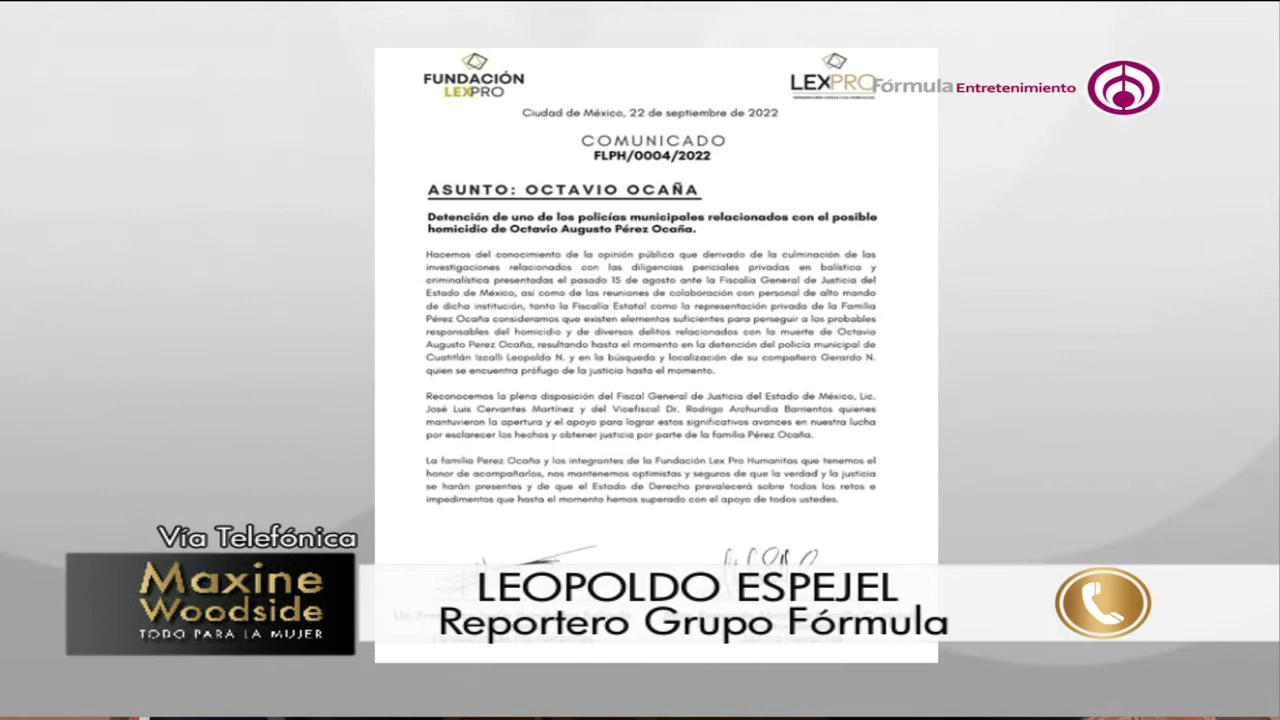 FUNDACIÓN
LEXPRO
LEXPRO
Fórmula Entretenimiento
Ciudad de México, 22 de septiembre de 2022
COMUNICADO
FLPH/0004/2022
ASUNTO: OCTAVIO OCAÑA
Detención de uno de los policías municipales relacionados con el posible
homicidio de Octavio Augusto Pérez Ocaña.
Hacemos del conocimiento de la opinión pública que derivado de la culminación de las
investigaciones relacionados con las diligencias periciales privadas en balística y
criminalística presentadas el pasado 15 de agosto ante la Fiscalía General de Justicia del
Estado de México, así como de las reuniones de colaboración con personal de alto mando
de dicha institución, tanto la Fiscalía Estatal como la representación privada de la Familia
Pérez Ocaña consideramos que existen elementos suficientes para perseguir a los probables
responsables del homicidio y de diversos delitos relacionados con la muerte de Octavio
Augusto Perez Ocaña, resultando hasta el momento en la detención del policía municipal de
Cuatitlán Izcalli Leopoldo N. y en la búsqueda y localización de su compañero Gerardo N.
quien se encuentra prófugo de la justicia hasta el momento.
Reconocemos la plena disposición del Fiscal General de Justicia del Estado de México, Lic.
José Luis Cervantes Martínez y del Vicefiscal Dr. Rodrigo Archundia Barrientos quienes
mantuvieron la apertura y el apoyo para lograr estos significativos avances en nuestra lucha
por esclarecer los hechos y obtener justicia por parte de la familia Pérez Ocaña.
La familia Perez Ocaña y los integrantes de la Fundación Lex Pro Humanitas que tenemos el
honor de acompañarlos, nos mantenemos optimistas y seguros de que la verdad y la justicia
se harán presentes y de que el Estado de Derecho prevalecerá sobre todos los retos e
impedimentos que hasta el momento hemos superado con el apoyo de todos ustedes.
Vía Telefónica
Maxine
Woodside
TODO PARA LA MUJER
LEOPOLDO ESPEJEL
Reportero Grupo Fórmula